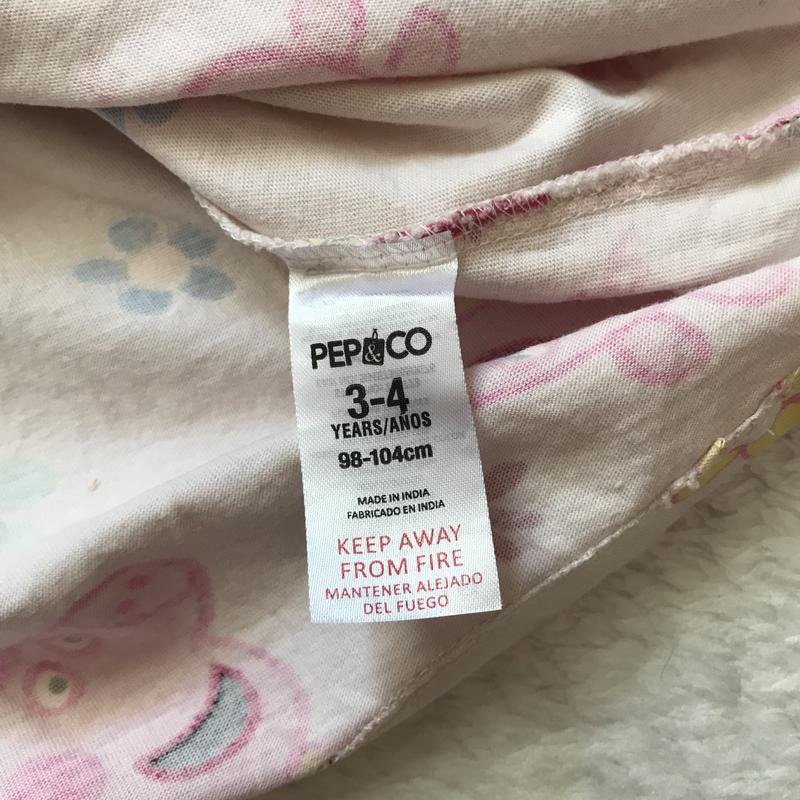 PEP&CO
3-4
YEARS/AÑOS
98-104cm
MADE IN INDIA
FABRICADO EN INDIA
KEEP AWAY
FROM FIRE
MANTENER ALEJADO
DEL FUEGO